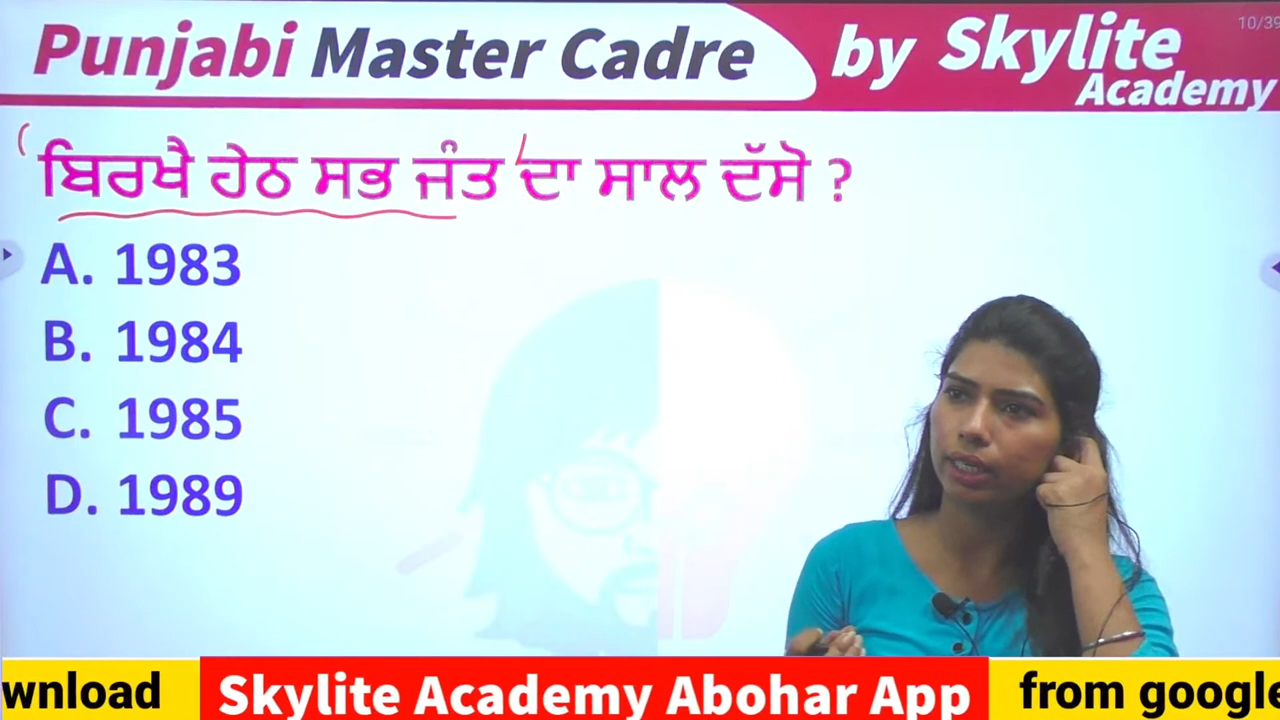 Punjabi Master Cadre by Skylite Academy
10/39
ਬਿਰਖੈ ਹੇਠ ਸਭ ਜੰਤ ਦਾ ਸਾਲ ਦੱਸੋ ?
A. 1983
B. 1984
C. 1985
D. 1989
wnload Skylite Academy Abohar App from google